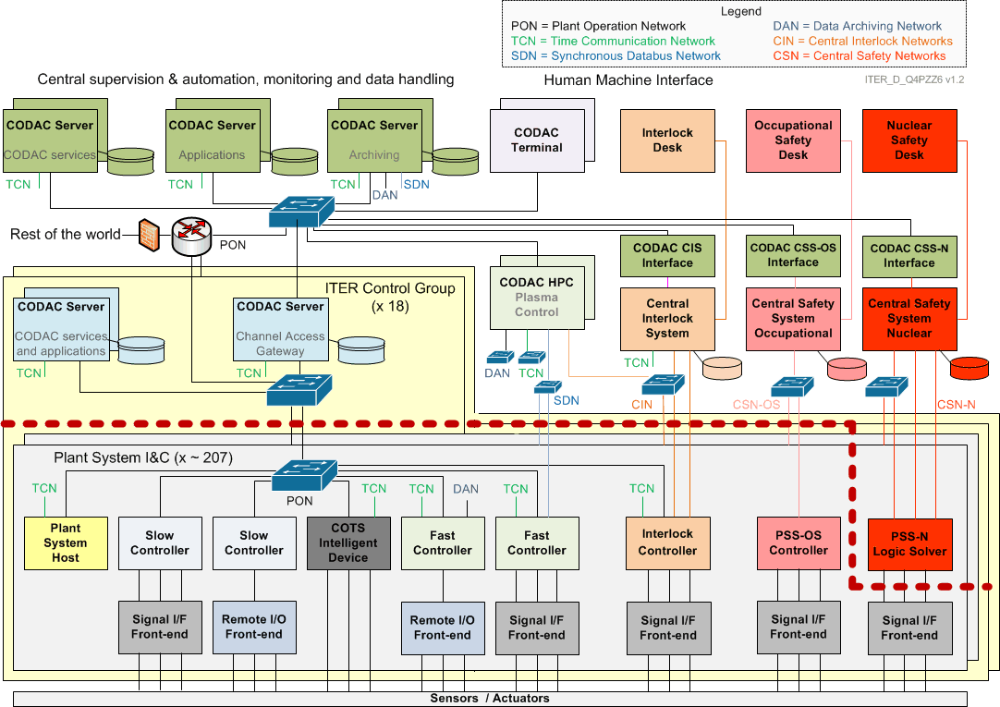 Legend
PON = Plant Operation Network
DAN = Data Archiving Network
TCN = Time Communication Network
CIN = Central Interlock Networks
SDN = Synchronous Databus Network
CSN = Central Safety Networks
ITER_D_Q4PZZ6 v1.2
Central supervision & automation, monitoring and data handling
Human Machine Interface
CODAC Server
CODAC services
TCN
CODAC Server
Applications
TCN
CODAC Server
Archiving
TCN
DAN
SDN
CODAC
Terminal
Interlock
Desk
Occupational
Safety
Desk
Nuclear
Safety
Desk
Rest of the world
PON
CODAC CIS
Interface
CODAC CSS-OS
Interface
CODAC CSS-N
Interface
ITER Control Group
(x 18)
CODAC Server
CODAC services
and applications
TCN
CODAC Server
Channel Access
Gateway
TCN
CODAC HPC
Plasma
Control
DAN
TCN
SDN
Central
Interlock
System
TCN
CIN
Central Safety
System
Occupational
CSN-OS
Central Safety
System
Nuclear
CSN-N
Plant System I&C (x ~ 207)
PON
TCN
TCN
TCN
DAN
TCN
TCN
Plant
System
Host
Slow
Controller
Slow
Controller
COTS
Intelligent
Device
Fast
Controller
Fast
Controller
Interlock
Controller
PSS-OS
Controller
PSS-N
Logic Solver
Signal I/F
Front-end
Remote I/O
Front-end
Remote I/O
Front-end
Signal I/F
Front-end
Signal I/F
Front-end
Signal I/F
Front-end
Signal I/F
Front-end
Sensors / Actuators